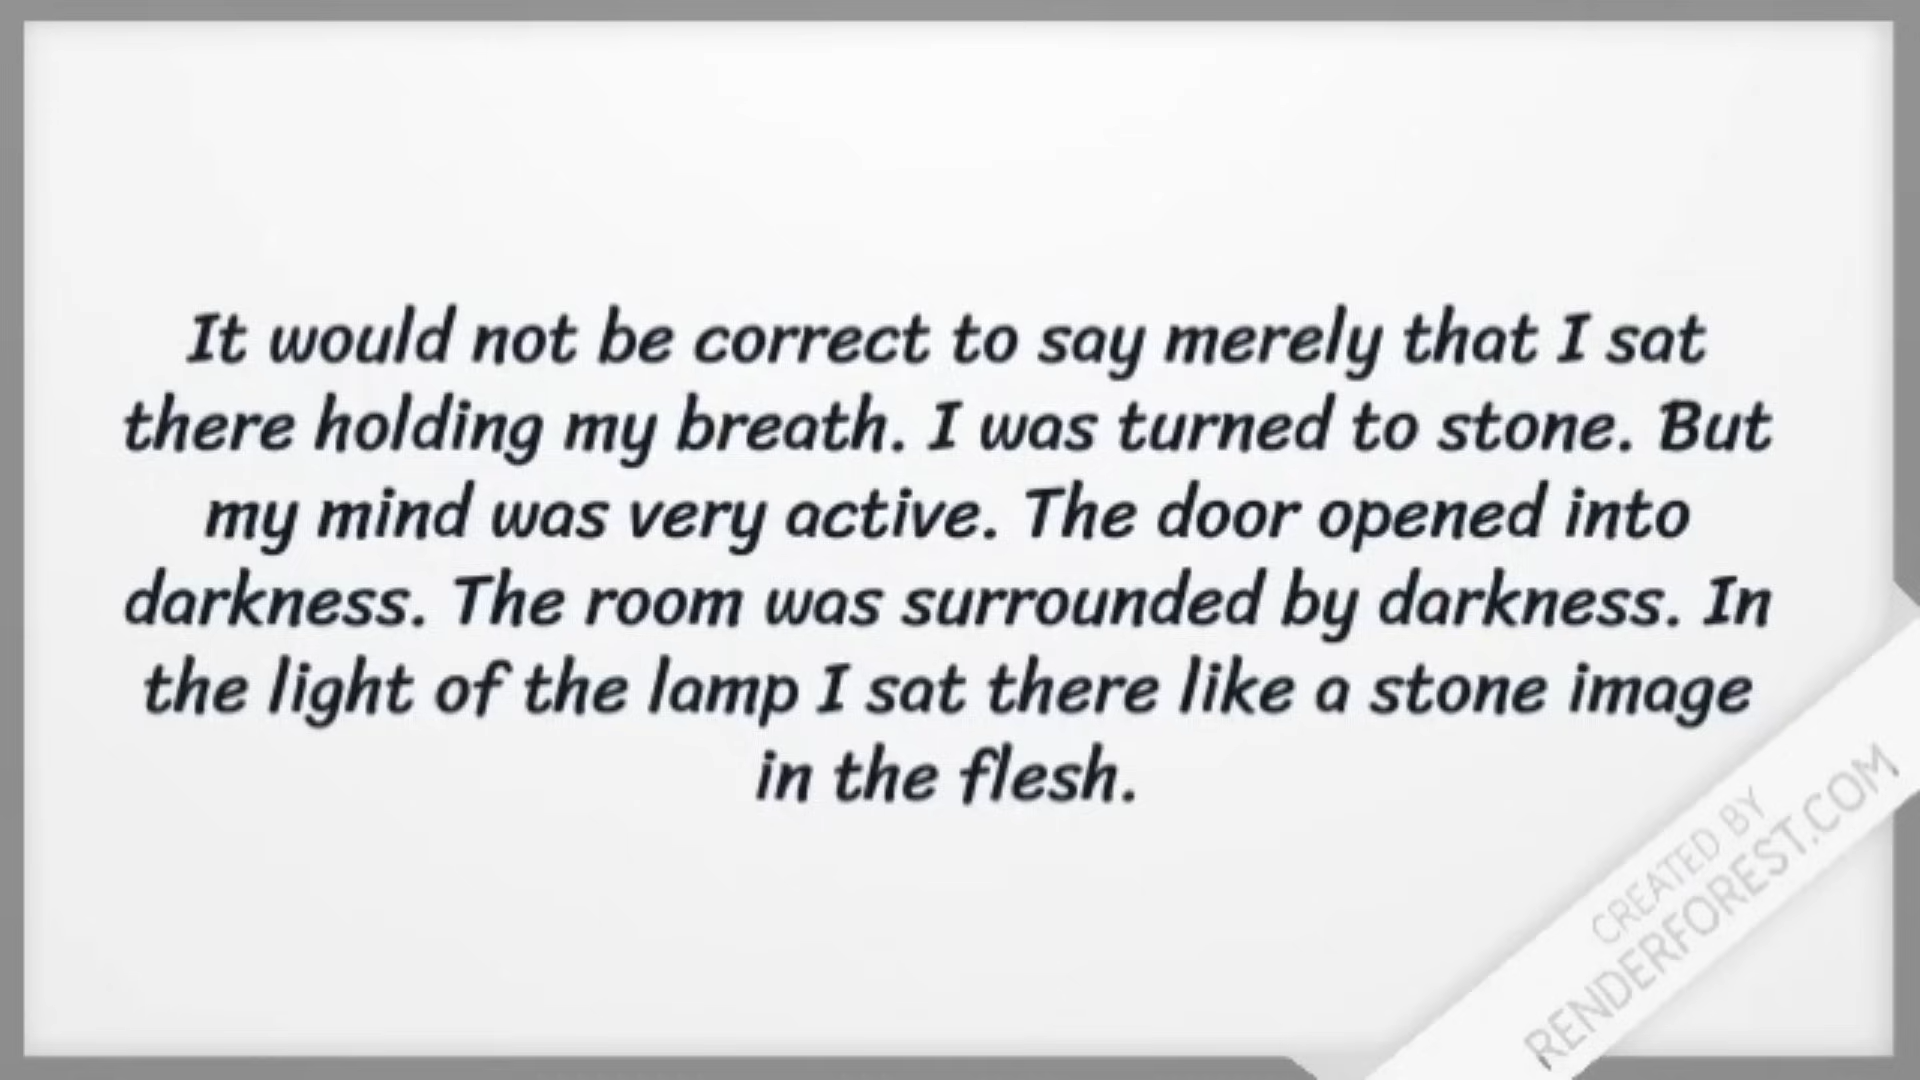 It would not be correct to say merely that I sat
there holding my breath. I was turned to stone. But
my mind was very active. The door opened into
darkness. The room was surrounded by darkness. In
the light of the lamp I sat there like a stone image
in the flesh.
CREATED BY
RENDERFOREST.COM